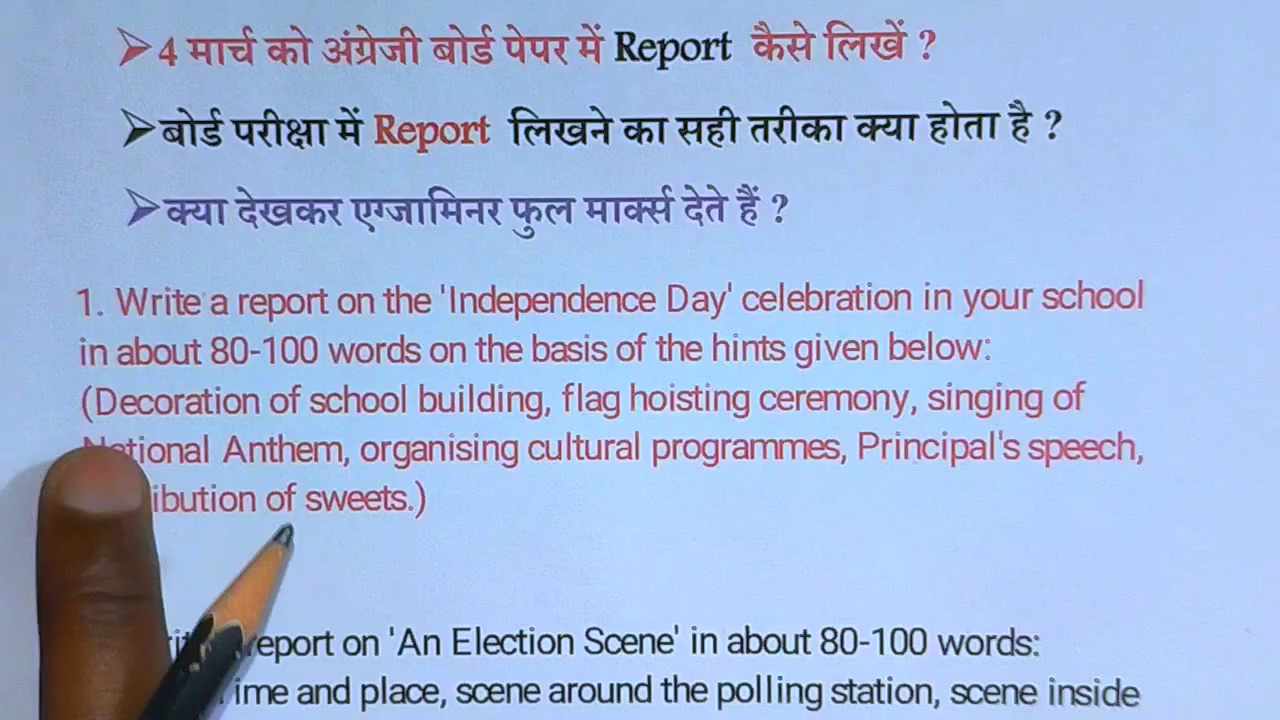 4 मार्च को अंग्रेजी बोर्ड पेपर में Report कैसे लिखें ?
बोर्ड परीक्षा में Report लिखने का सही तरीका क्या होता है ?
क्या देखकर एग्जामिनर फुल मार्क्स देते हैं ?
1. Write a report on the 'Independence Day' celebration in your school
in about 80-100 words on the basis of the hints given below:
(Decoration of school building, flag hoisting ceremony, singing of
National Anthem, organising cultural programmes, Principal's speech,
of sweets.)
report on 'An Election Scene' in about 80-100 words:
and place, scene around the polling station, scene inside